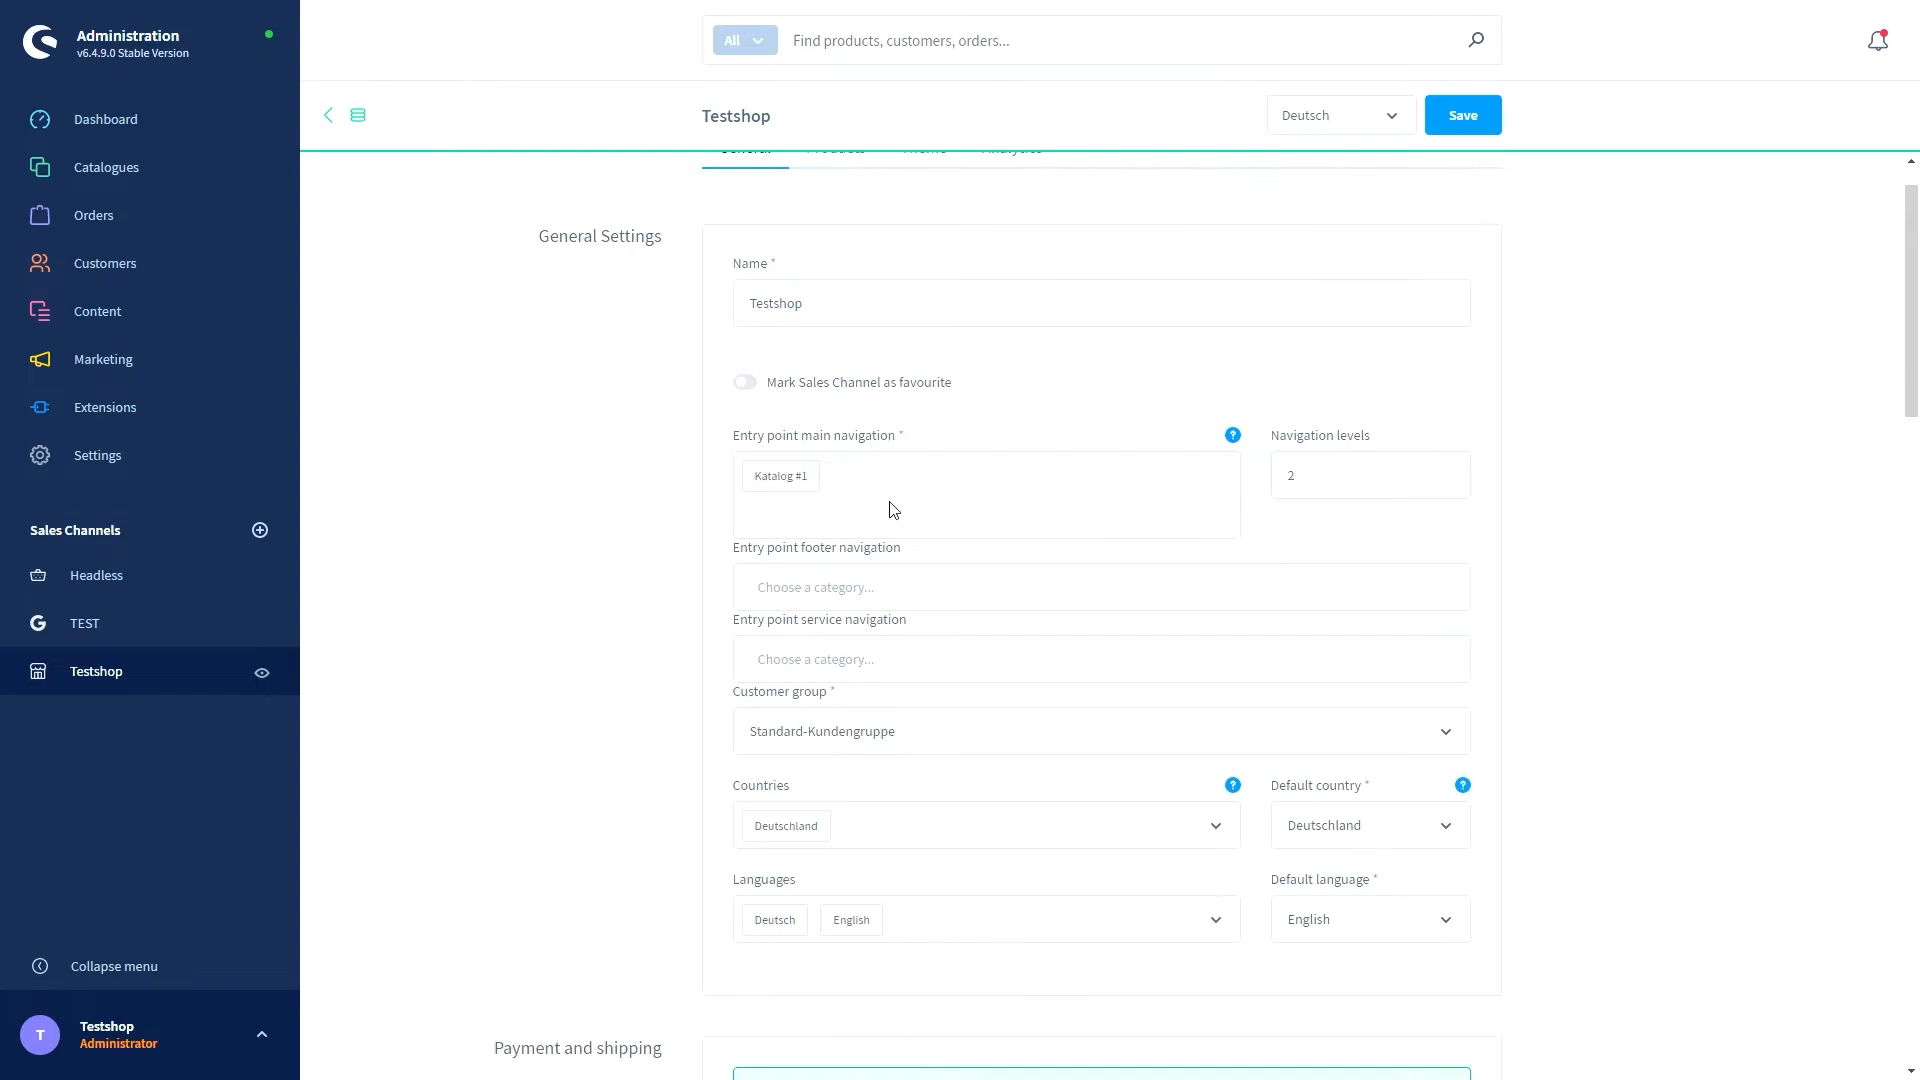 Administration
v6.4.9.0 Stable Version
All
Find products, customers, orders...
Testshop
Deutsch
Save
Dashboard
Catalogues
Orders
Customers
Content
Marketing
Extensions
Settings
Sales Channels
Headless
TEST
Testshop
Collapse menu
T
Testshop
Administrator
General Settings
Name *
Testshop
Mark Sales Channel as favourite
Entry point main navigation *
?
Navigation levels
Katalog #1
2
Entry point footer navigation
Choose a category...
Entry point service navigation
Choose a category...
Customer group *
Standard-Kundengruppe
Countries
?
Default country *
?
Deutschland
Deutschland
Languages
Default language *
Deutsch
English
English
Payment and shipping